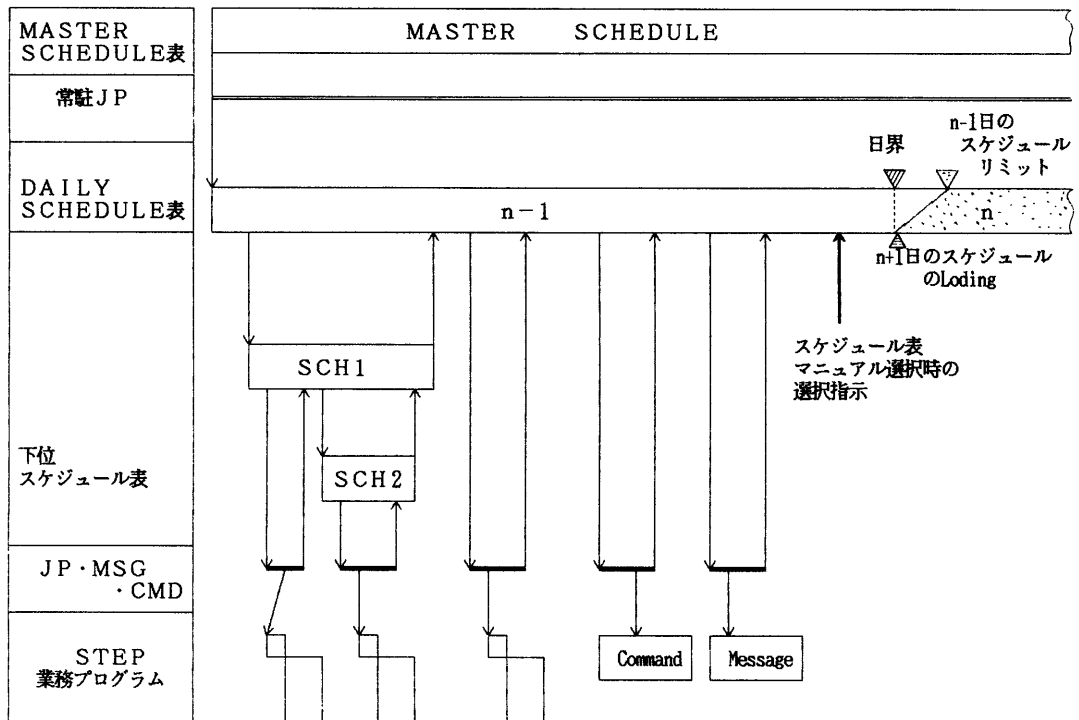 MASTER
SCHEDULE表
MASTER SCHEDULE
常駐JP
DAILY
SCHEDULE表
n-1
n
日界
n-1日の
スケジュール
リミット
n+1日のスケジュール
のLoding
スケジュール表
マニュアル選択時の
選択指示
SCH1
SCH2
下位
スケジュール表
JP・MSG
・CMD
STEP
業務プログラム
Command
Message